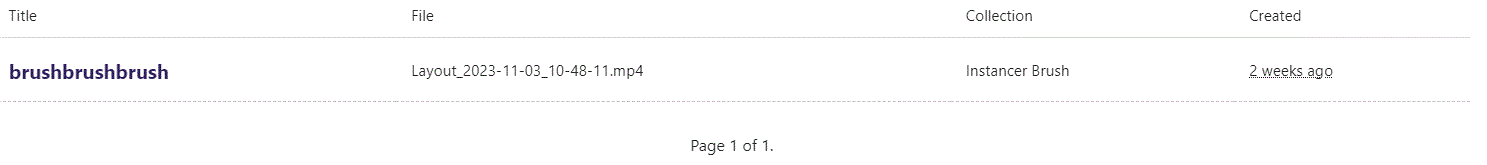 Title File Collection Created
brushbrushbrush Layout_2023-11-03_10-48-11.mp4 Instancer Brush 2 weeks ago
Page 1 of 1.